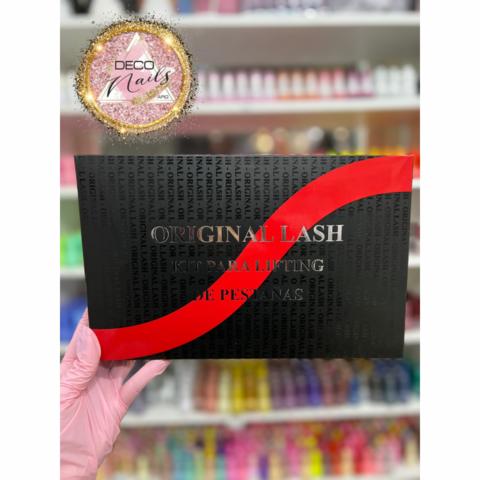 DECO
Nails
ORIGINAL LASH
KIT PARA LIFTING
DE PESTAÑAS